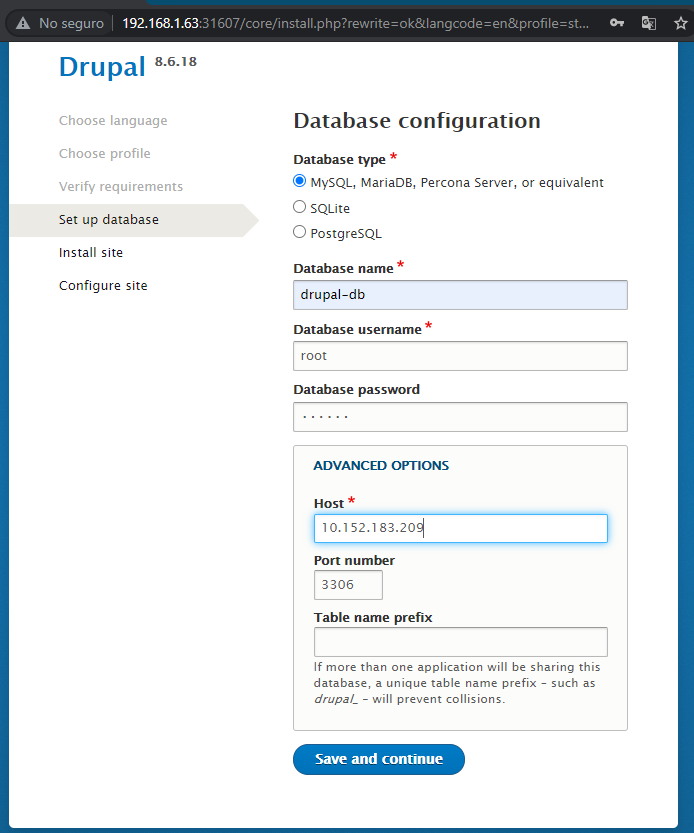 No seguro
192.168.1.63:31607/core/install.php?rewrite=ok&langcode=en&profile=st...
Drupal 8.6.18
Choose language
Choose profile
Verify requirements
Set up database
Install site
Configure site
Database configuration
Database type *
MySQL, MariaDB, Percona Server, or equivalent
SQLite
PostgreSQL
Database name *
drupal-db
Database username *
root
Database password
······
ADVANCED OPTIONS
Host *
10.152.183.209
Port number
3306
Table name prefix
If more than one application will be sharing this
database, a unique table name prefix – such as
drupal_ – will prevent collisions.
Save and continue